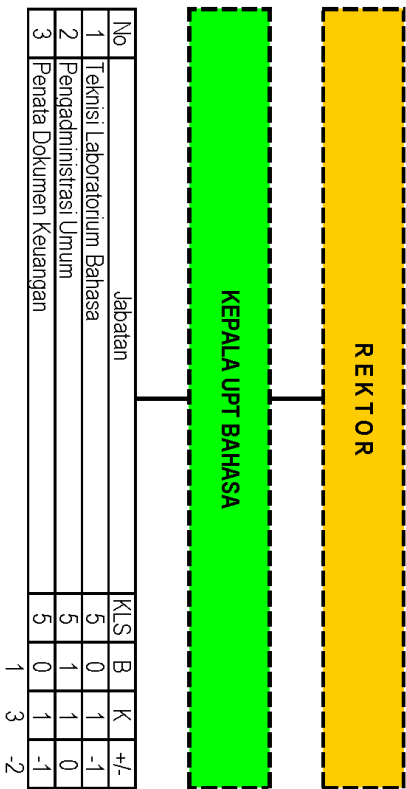 REKTOR
KEPALA UPT BAHASA
No Jabatan KLS B K +/-
1 Teknisi Laboratorium Bahasa 5 0 1 -1
2 Pengadministrasi Umum 5 1 1 0
3 Penata Dokumen Keuangan 5 0 1 -1
1 3 -2